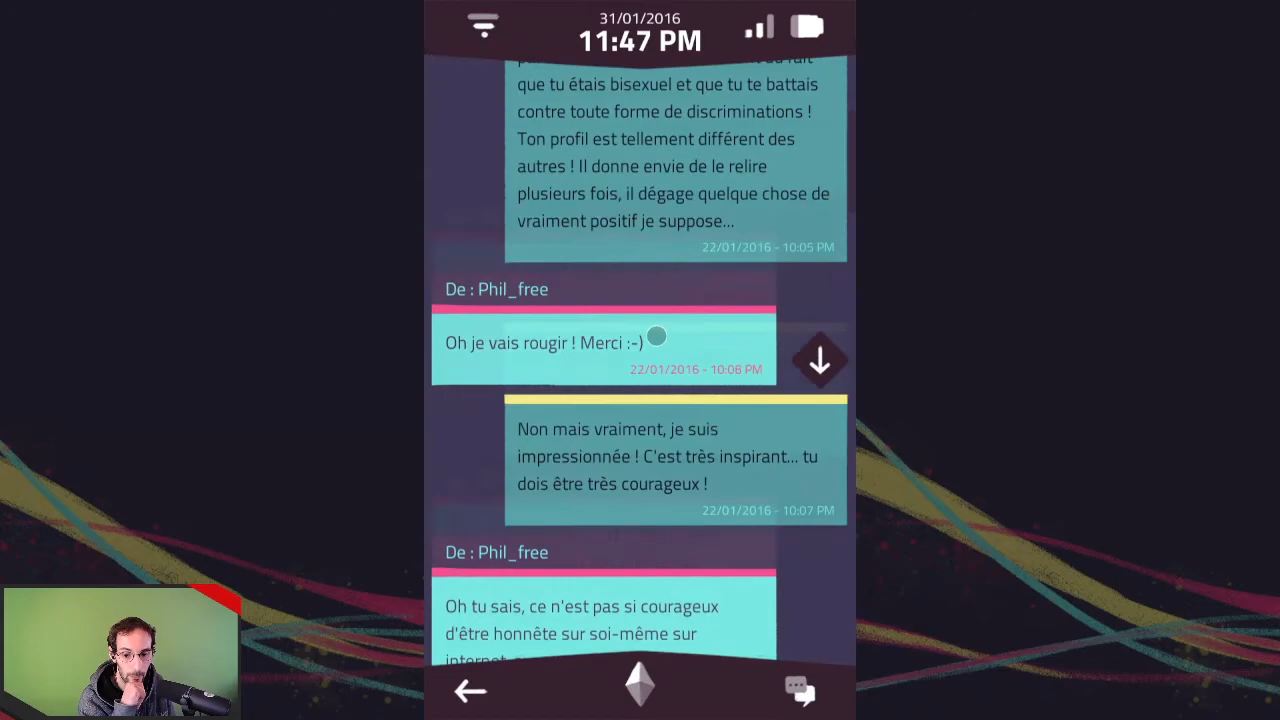 31/01/2016
11:47 PM
que tu étais bisexuel et que tu te battais
contre toute forme de discriminations !
Ton profil est tellement différent des
autres ! Il donne envie de le relire
plusieurs fois, il dégage quelque chose de
vraiment positif je suppose...
22/01/2016 - 10:05 PM
De : Phil_free
Oh je vais rougir ! Merci :-)
22/01/2016 - 10:06 PM
Non mais vraiment, je suis
impressionnée ! C'est très inspirant... tu
dois être très courageux !
22/01/2016 - 10:07 PM
De : Phil_free
Oh tu sais, ce n'est pas si courageux
d'être honnête sur soi-même sur